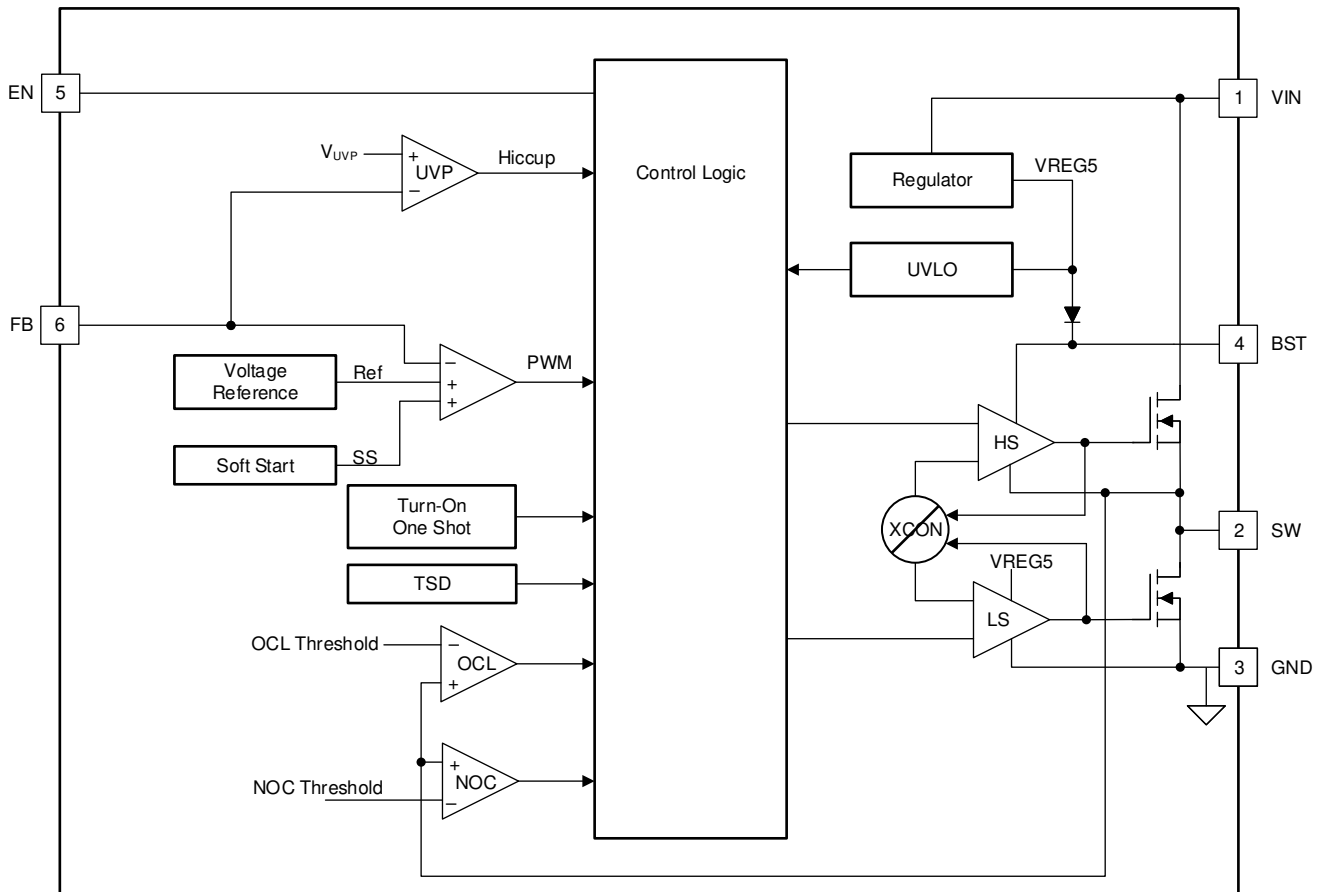 EN 5
1 VIN
VUVP
+
UVP
−
Hiccup
Control Logic
Regulator
VREG5
UVLO
FB 6
4 BST
Voltage
Reference
Ref
−
+
+
PWM
Soft Start
SS
HS
Turn-On
One Shot
XCON
2 SW
TSD
VREG5
LS
OCL Threshold
−
OCL
+
3 GND
NOC Threshold
+
NOC
−